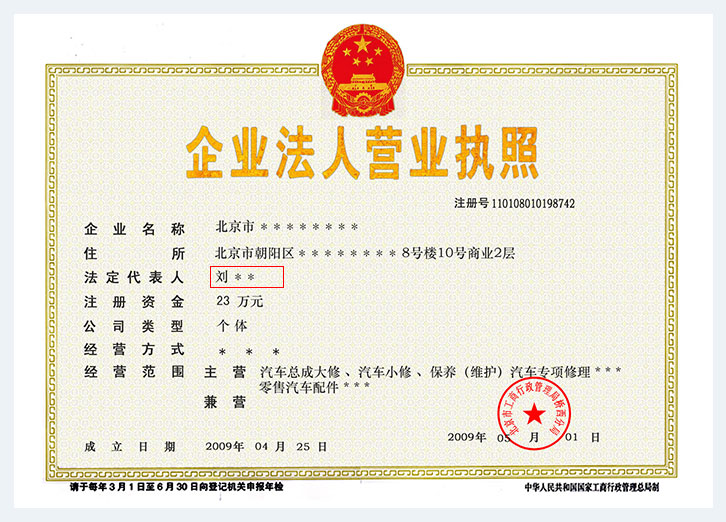 企业法人营业执照
注册号 110108010198742
企业名称 北京市 * * * * * * * *
住所 北京市朝阳区 * * * * * * * * 8号楼10号商业2层
法定代表人 刘 * *
注册资金 23 万元
公司类型 个体
经营方式 * * *
经营范围 主营 汽车总成大修 、汽车小修 、保养 (维护) 汽车专项修理 * * *
零售汽车配件 * * *
兼营
北京市工商行政管理局桥西分局
2009年 05 月 01 日
成立日期 2009年 04 月 25 日
请于每年3月1日至6月30日向登记机关申报年检
中华人民共和国国家工商行政管理总局制